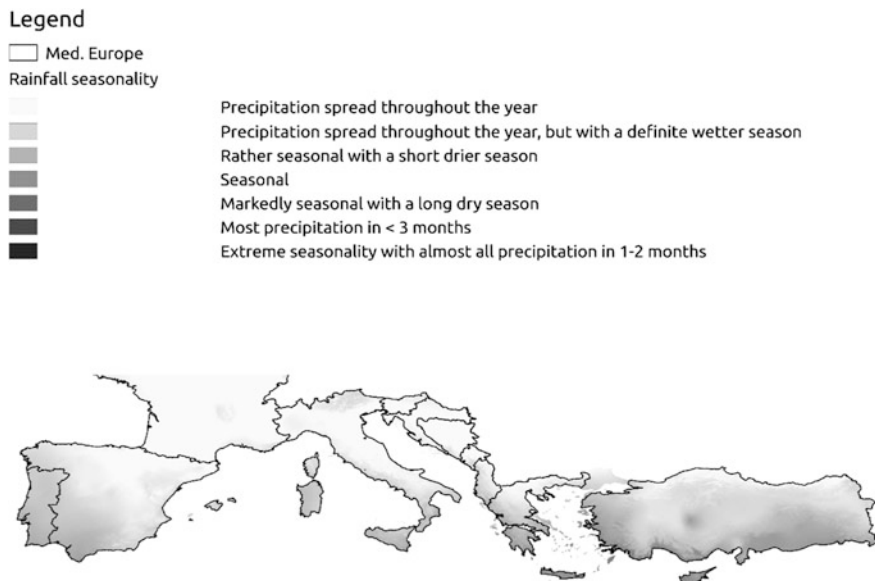 Legend
Med. Europe
Rainfall seasonality
Precipitation spread throughout the year
Precipitation spread throughout the year, but with a definite wetter season
Rather seasonal with a short drier season
Seasonal
Markedly seasonal with a long dry season
Most precipitation in < 3 months
Extreme seasonality with almost all precipitation in 1-2 months